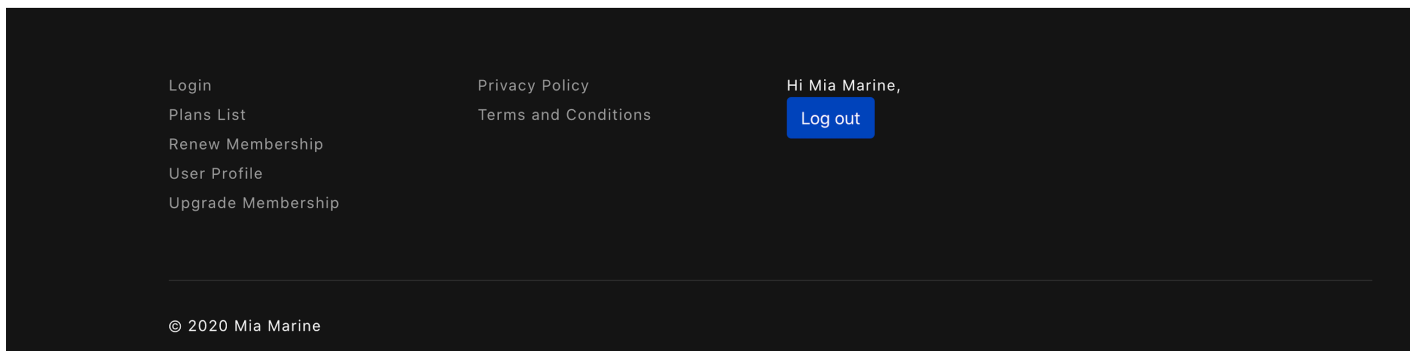 Login
Plans List
Renew Membership
User Profile
Upgrade Membership
Privacy Policy
Terms and Conditions
Hi Mia Marine,
Log out
© 2020 Mia Marine